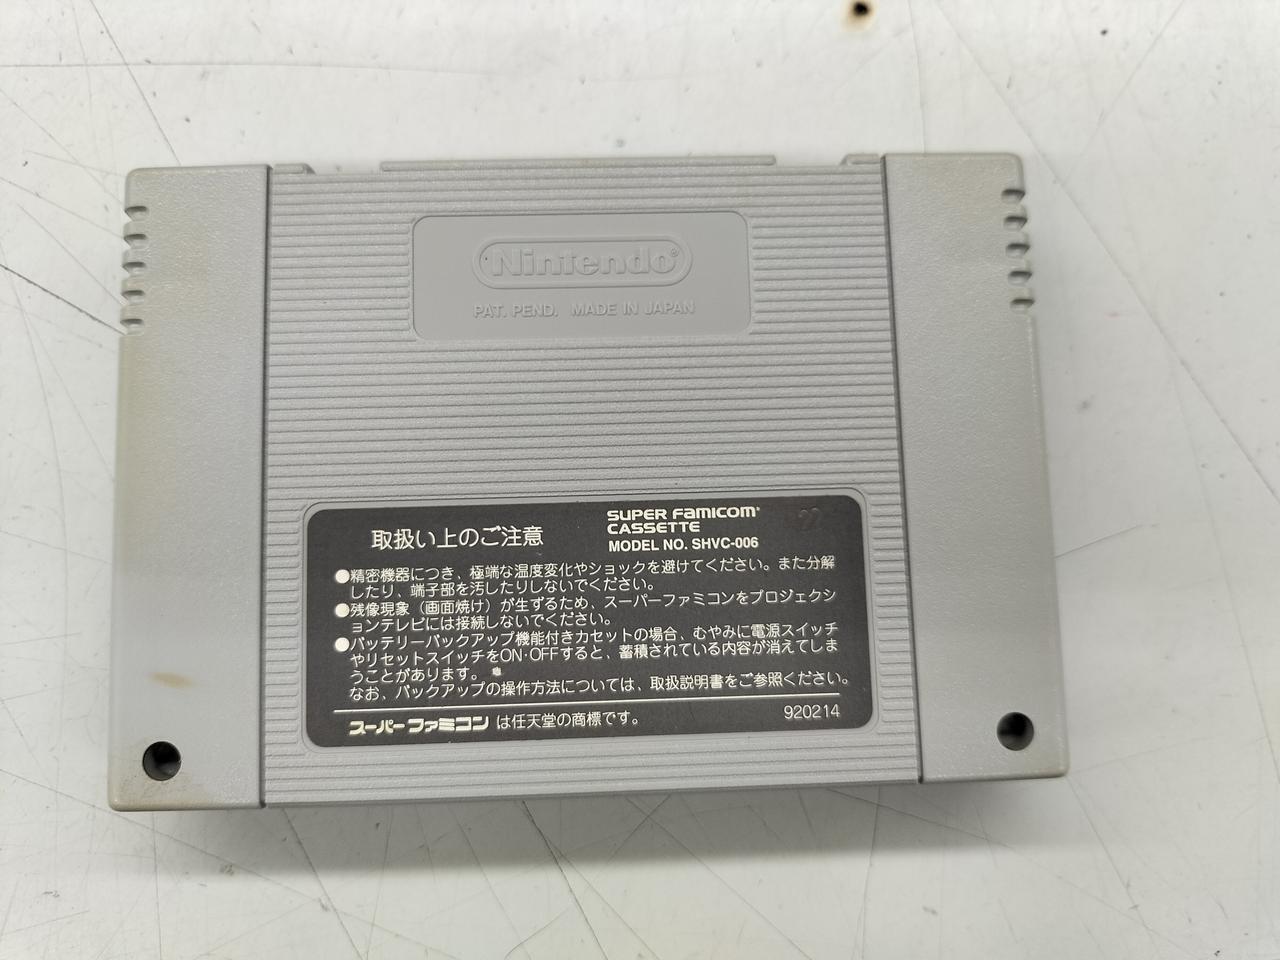 Nintendo®
PAT. PEND. MADE IN JAPAN
取扱い上のご注意
SUPER FAMICOM®
CASSETTE
MODEL NO. SHVC-006
22
●精密機器につき、極端な温度変化やショックを避けてください。また分解
したり、端子部を汚したりしないでください。
●残像現象（画面焼け）が生ずるため、スーパーファミコンをプロジェクシ
ョンテレビには接続しないでください。
●バッテリーバックアップ機能付きカセットの場合、むやみに電源スイッチ
やリセットスイッチをON・OFFすると、蓄積されている内容が消えてしま
うことがあります。
なお、バックアップの操作方法については、取扱説明書をご参照ください。
スーパーファミコン は任天堂の商標です。
920214